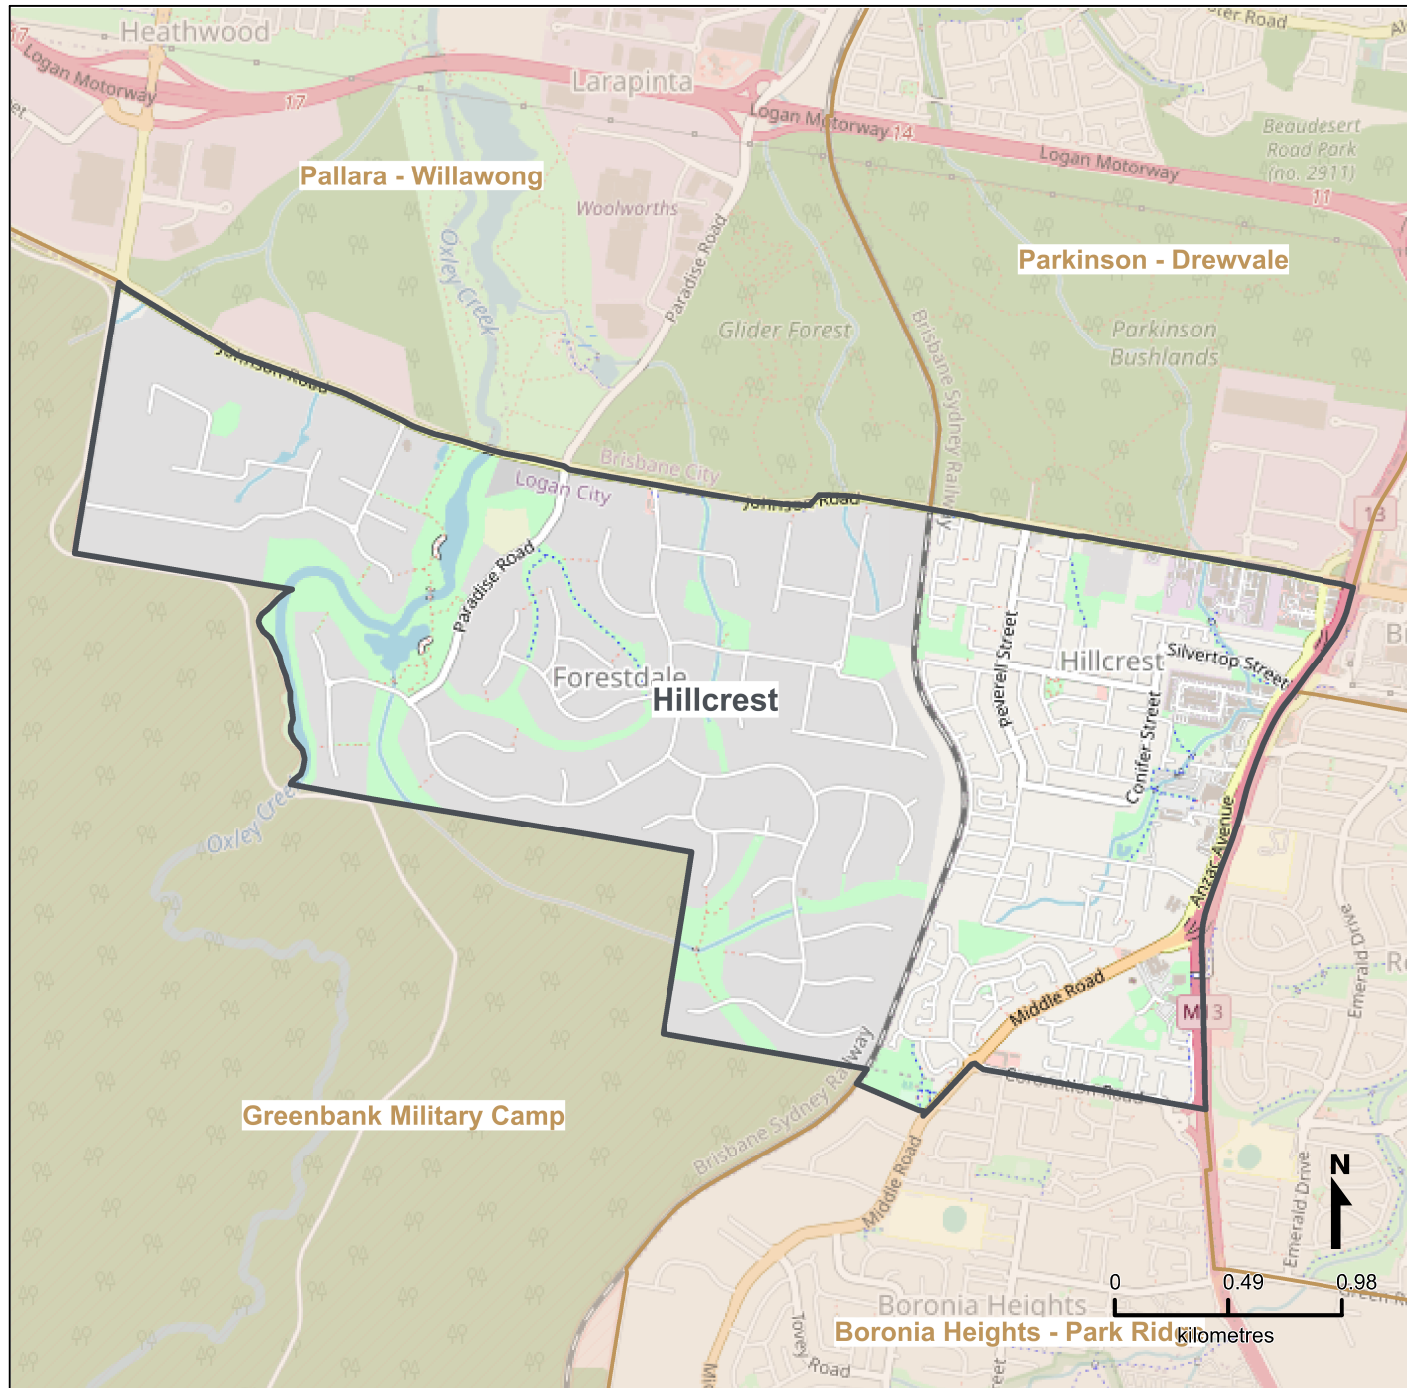 Heathwood
17
Logan Motorway
17
Larapinta
Logan Motorway
14
Logan Motorway
11
Beaudesert
Road Park
(no. 2911)
Pallara - Willawong
Woolworths
Paradise Road
Oxley Creek
Parkinson - Drewvale
Glider Forest
Parkinson
Bushlands
Brisbane Sydney Railway
Johnson Road
Brisbane City
Logan City
Johnson Road
13
Paradise Road
Peverell Street
Hillcrest
Silvertop Street
Forestdale
Hillcrest
Conifer Street
Oxley Creek
Anzac Avenue
Emerald Drive
Middle Road
M13
Coronation Road
Brisbane Sydney Railway
Greenbank Military Camp
Middle Road
Emerald Drive
N
0 0.49 0.98
kilometres
Boronia Heights
Boronia Heights - Park Ridge
Tovey Road